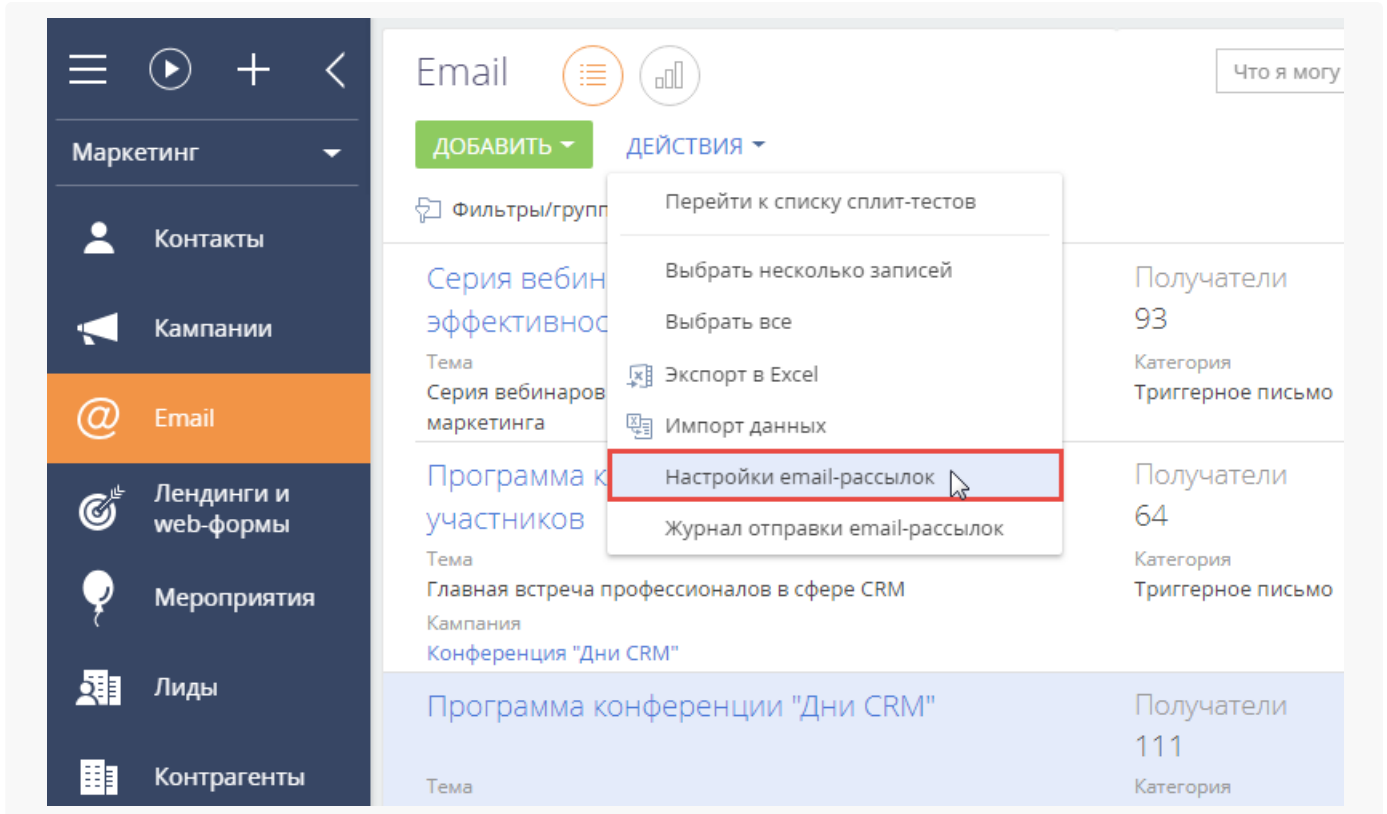 Email
Что я могу
ДОБАВИТЬ
ДЕЙСТВИЯ
Маркетинг
Контакты
Кампании
Email
Лендинги и
web-формы
Мероприятия
Лиды
Контрагенты
Фильтры/групп
Перейти к списку сплит-тестов
Выбрать несколько записей
Выбрать все
Экспорт в Excel
Импорт данных
Настройки email-рассылок
Журнал отправки email-рассылок
Серия вебин
эффективнос
Тема
Серия вебинаров
маркетинга
Получатели
93
Категория
Триггерное письмо
Программа к
участников
Тема
Главная встреча профессионалов в сфере CRM
Кампания
Конференция "Дни CRM"
Получатели
64
Категория
Триггерное письмо
Программа конференции "Дни CRM"
Тема
Получатели
111
Категория